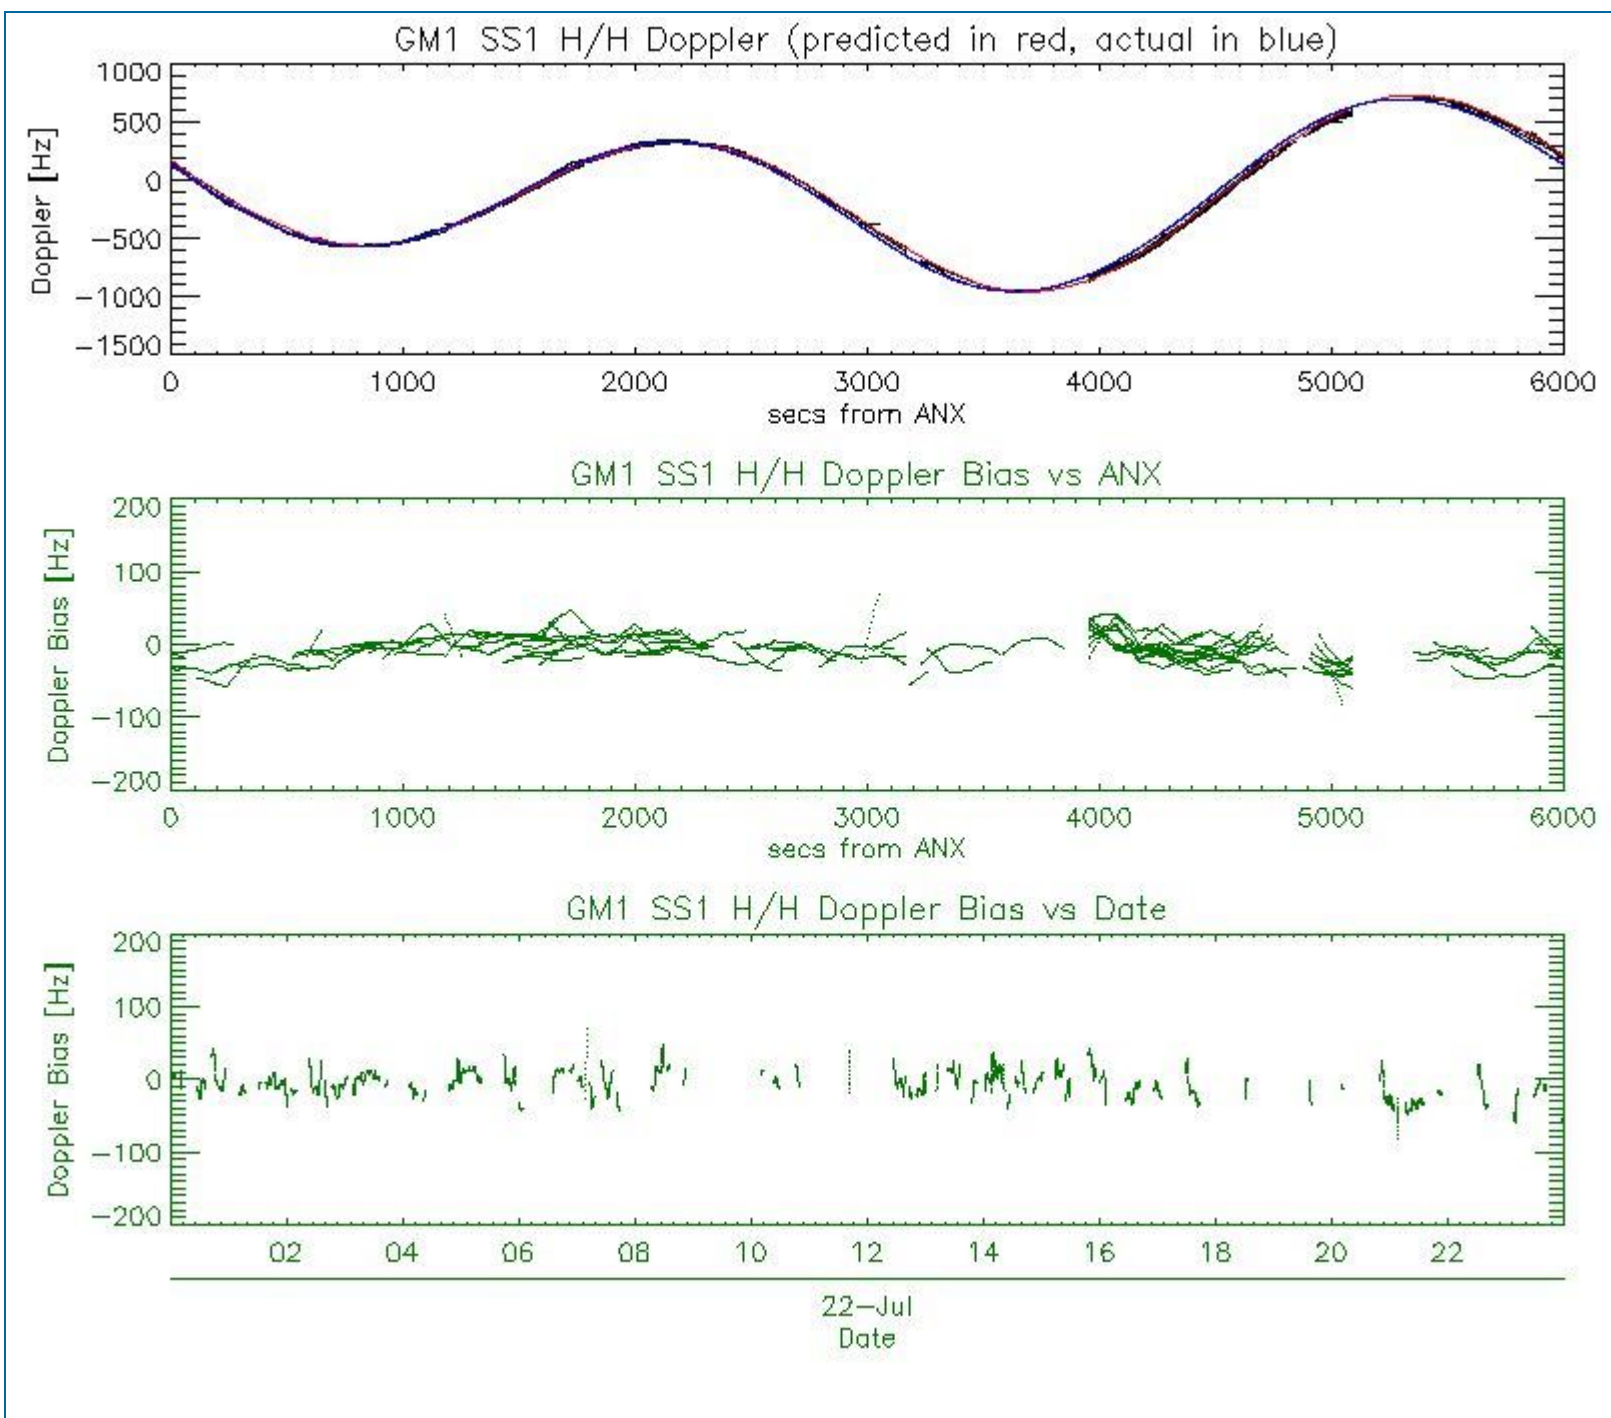 GM1 SS1 H/H Doppler (predicted in red, actual in blue)
1000
500
0
−500
−1000
−1500
Doppler [Hz]
0 1000 2000 3000 4000 5000 6000
secs from ANX
GM1 SS1 H/H Doppler Bias vs ANX
200
100
0
−100
−200
Doppler Bias [Hz]
0 1000 2000 3000 4000 5000 6000
secs from ANX
GM1 SS1 H/H Doppler Bias vs Date
200
100
0
−100
−200
Doppler Bias [Hz]
02 04 06 08 10 12 14 16 18 20 22
22−Jul
Date